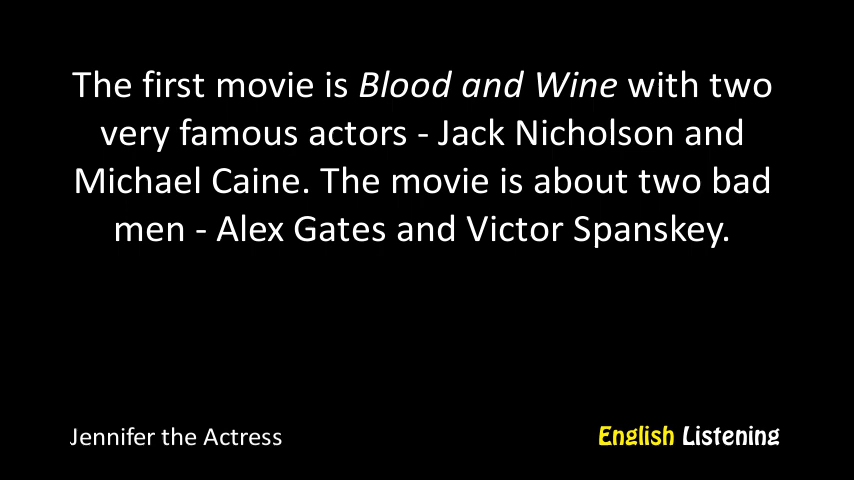 The first movie is Blood and Wine with two
very famous actors - Jack Nicholson and
Michael Caine. The movie is about two bad
men - Alex Gates and Victor Spanskey.
Jennifer the Actress
English Listening